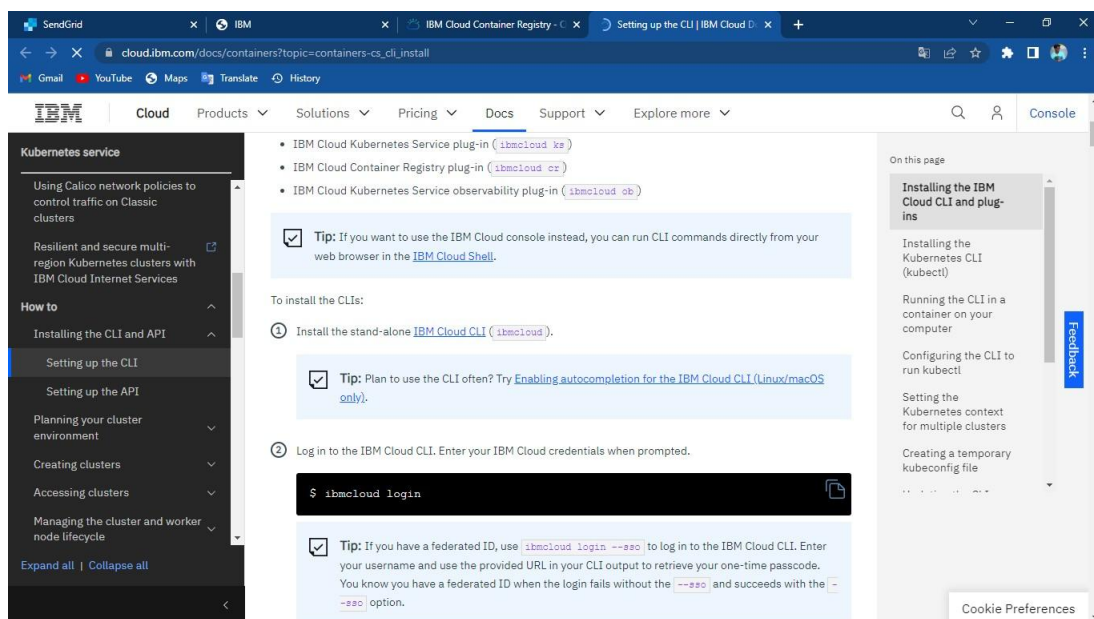 SendGrid
IBM
IBM Cloud Container Registry - C
Setting up the CLI | IBM Cloud D
cloud.ibm.com/docs/containers?topic=containers-cs_cli_install
Gmail
YouTube
Maps
Translate
History
IBM
Cloud
Products
Solutions
Pricing
Docs
Support
Explore more
Console
Kubernetes service
Using Calico network policies to
control traffic on Classic
clusters
Resilient and secure multi-
region Kubernetes clusters with
IBM Cloud Internet Services
How to
Installing the CLI and API
Setting up the CLI
Setting up the API
Planning your cluster
environment
Creating clusters
Accessing clusters
Managing the cluster and worker
node lifecycle
Expand all | Collapse all
• IBM Cloud Kubernetes Service plug-in (ibmcloud ks)
• IBM Cloud Container Registry plug-in (ibmcloud cr)
• IBM Cloud Kubernetes Service observability plug-in (ibmcloud ob)
Tip: If you want to use the IBM Cloud console instead, you can run CLI commands directly from your
web browser in the IBM Cloud Shell.
To install the CLIs:
1 Install the stand-alone IBM Cloud CLI (ibmcloud).
Tip: Plan to use the CLI often? Try Enabling autocompletion for the IBM Cloud CLI (Linux/macOS
only).
2 Log in to the IBM Cloud CLI. Enter your IBM Cloud credentials when prompted.
$ ibmcloud login
Tip: If you have a federated ID, use ibmcloud login --sso to log in to the IBM Cloud CLI. Enter
your username and use the provided URL in your CLI output to retrieve your one-time passcode.
You know you have a federated ID when the login fails without the --sso and succeeds with the -
-sso option.
On this page
Installing the IBM
Cloud CLI and plug-
ins
Installing the
Kubernetes CLI
(kubectl)
Running the CLI in a
container on your
computer
Configuring the CLI to
run kubectl
Setting the
Kubernetes context
for multiple clusters
Creating a temporary
kubeconfig file
Feedback
Cookie Preferences